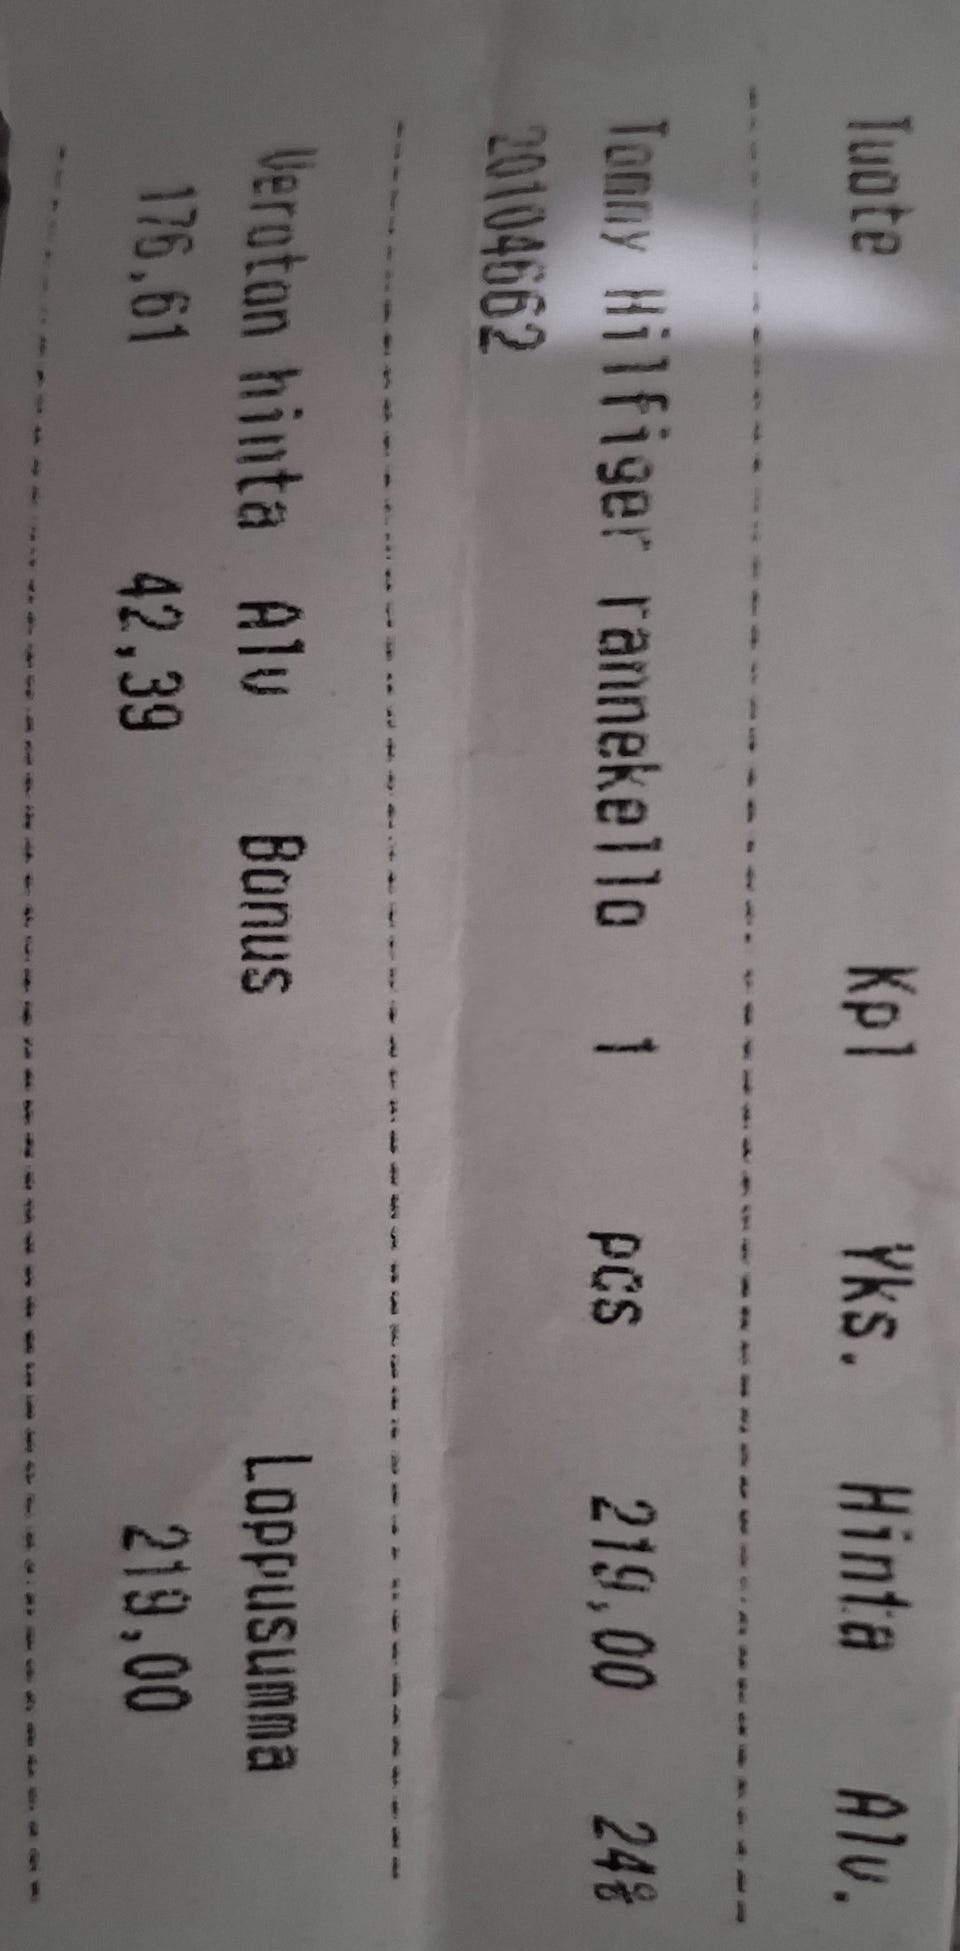 Tuote Kpl Yks. Hinta Alv.
Tommy Hilfiger rannekello 1 pcs 219,00 24%
20104662
Veroton hinta Alv Bonus Loppusumma
176,61 42,39 219,00